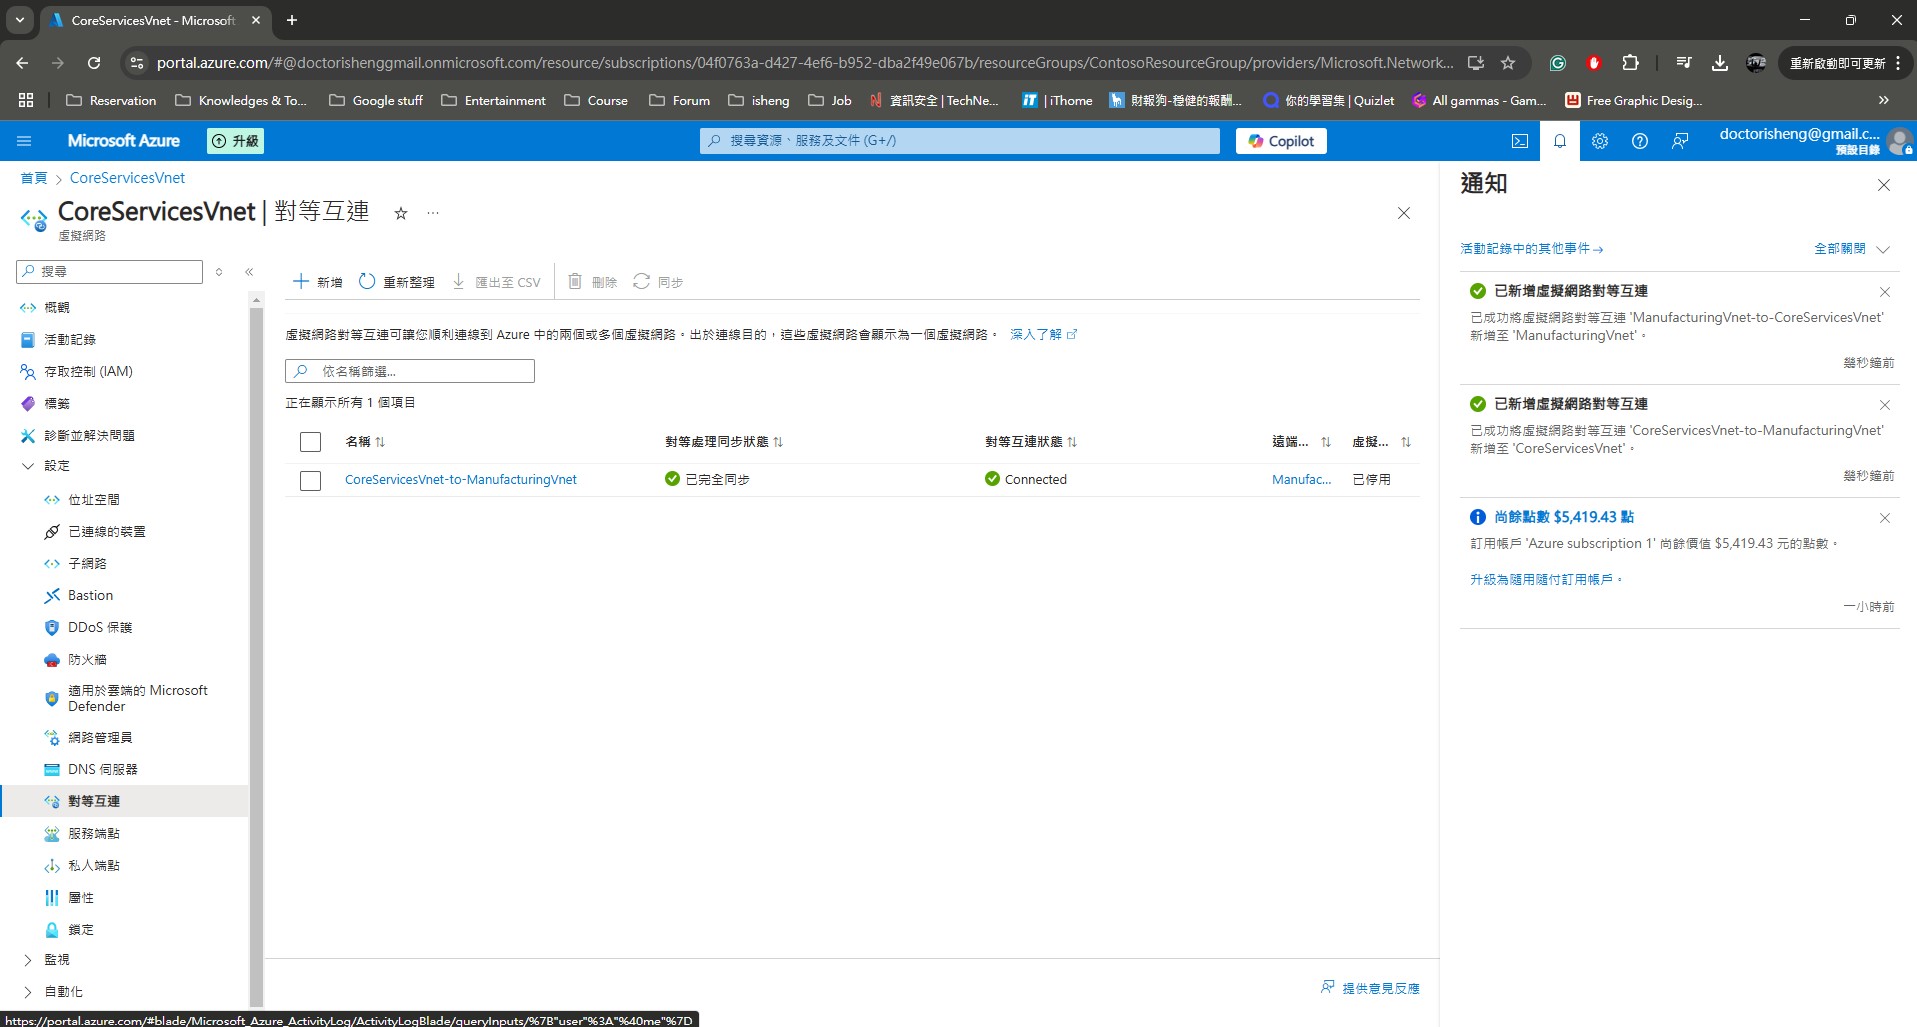 CoreServicesVnet - Microsoft
portal.azure.com/#@doctorishenggmail.onmicrosoft.com/resource/subscriptions/04f0763a-d427-4ef6-b952-dba2f49e067b/resourceGroups/ContosoResourceGroup/providers/Microsoft.Network...
重新啟動即可更新
Reservation
Knowledges & To...
Google stuff
Entertainment
Course
Forum
isheng
Job
資訊安全 | TechNe...
| iThome
財報狗-穩健的報酬...
你的學習集 | Quizlet
All gammas - Gam...
Free Graphic Desig...
Microsoft Azure
升級
搜尋資源、服務及文件 (G+/)
Copilot
doctorisheng@gmail.c...
預設目錄
首頁 > CoreServicesVnet
CoreServicesVnet | 對等互連
虛擬網路
搜尋
概觀
活動記錄
存取控制 (IAM)
標籤
診斷並解決問題
設定
位址空間
已連線的裝置
子網路
Bastion
DDoS 保護
防火牆
適用於雲端的 Microsoft
Defender
網路管理員
DNS 伺服器
對等互連
服務端點
私人端點
屬性
鎖定
監視
自動化
新增
重新整理
匯出至 CSV
刪除
同步
虛擬網路對等互連可讓您順利連線到 Azure 中的兩個或多個虛擬網路。出於連線目的，這些虛擬網路會顯示為一個虛擬網路。 深入了解
依名稱篩選...
正在顯示所有 1 個項目
名稱
對等處理同步狀態
對等互連狀態
遠端...
虛擬...
CoreServicesVnet-to-ManufacturingVnet
已完全同步
Connected
Manufac...
已停用
提供意見反應
通知
活動記錄中的其他事件→
全部關閉
已新增虛擬網路對等互連
已成功將虛擬網路對等互連 'ManufacturingVnet-to-CoreServicesVnet'
新增至 'ManufacturingVnet'。
幾秒鐘前
已新增虛擬網路對等互連
已成功將虛擬網路對等互連 'CoreServicesVnet-to-ManufacturingVnet'
新增至 'CoreServicesVnet'。
幾秒鐘前
尚餘點數 $5,419.43 點
訂用帳戶 'Azure subscription 1' 尚餘價值 $5,419.43 元的點數。
升級為隨用隨付訂用帳戶。
一小時前
https://portal.azure.com/#blade/Microsoft_Azure_ActivityLog/ActivityLogBlade/queryInputs/%7B"user"%3A"%40me"%7D